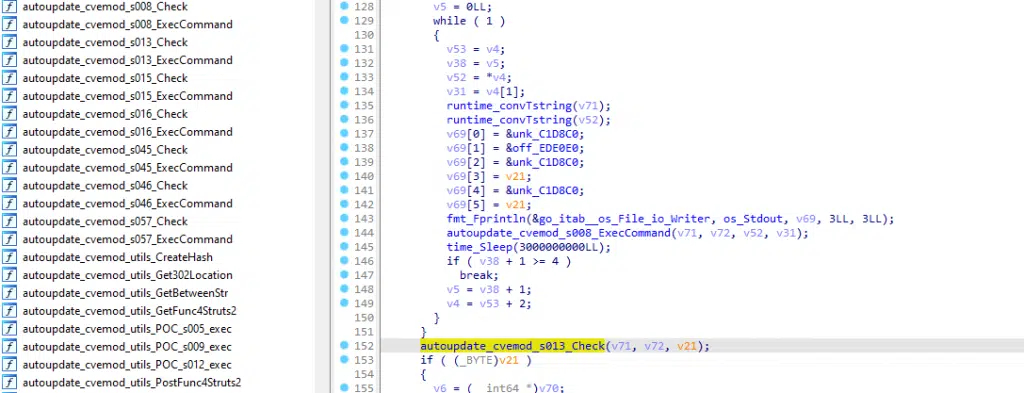 autoupdate_cvemod_s008_Check
autoupdate_cvemod_s008_ExecCommand
autoupdate_cvemod_s013_Check
autoupdate_cvemod_s013_ExecCommand
autoupdate_cvemod_s015_Check
autoupdate_cvemod_s015_ExecCommand
autoupdate_cvemod_s016_Check
autoupdate_cvemod_s016_ExecCommand
autoupdate_cvemod_s045_Check
autoupdate_cvemod_s045_ExecCommand
autoupdate_cvemod_s046_Check
autoupdate_cvemod_s046_ExecCommand
autoupdate_cvemod_s057_Check
autoupdate_cvemod_s057_ExecCommand
autoupdate_cvemod_utils_CreateHash
autoupdate_cvemod_utils_Get302Location
autoupdate_cvemod_utils_GetBetweenStr
autoupdate_cvemod_utils_GetFunc4Struts2
autoupdate_cvemod_utils_POC_s005_exec
autoupdate_cvemod_utils_POC_s009_exec
autoupdate_cvemod_utils_POC_s012_exec
autoupdate_cvemod_utils_PostFunc4Struts2
128 v5 = 0LL;
129 while ( 1 )
130 {
131 v53 = v4;
132 v38 = v5;
133 v52 = *v4;
134 v31 = v4[1];
135 runtime_convTstring(v71);
136 runtime_convTstring(v52);
137 v69[0] = &unk_C1D8C0;
138 v69[1] = &off_EDE0E0;
139 v69[2] = &unk_C1D8C0;
140 v69[3] = v21;
141 v69[4] = &unk_C1D8C0;
142 v69[5] = v21;
143 fmt_Fprintln(&go_itab__os_File_io_Writer, os_Stdout, v69, 3LL, 3LL);
144 autoupdate_cvemod_s008_ExecCommand(v71, v72, v52, v31);
145 time_Sleep(3000000000LL);
146 if ( v38 + 1 >= 4 )
147 break;
148 v5 = v38 + 1;
149 v4 = v53 + 2;
150 }
151 }
152 autoupdate_cvemod_s013_Check(v71, v72, v21);
153 if ( (_BYTE)v21 )
154 {
155 v6 = (__int64 *)v70;